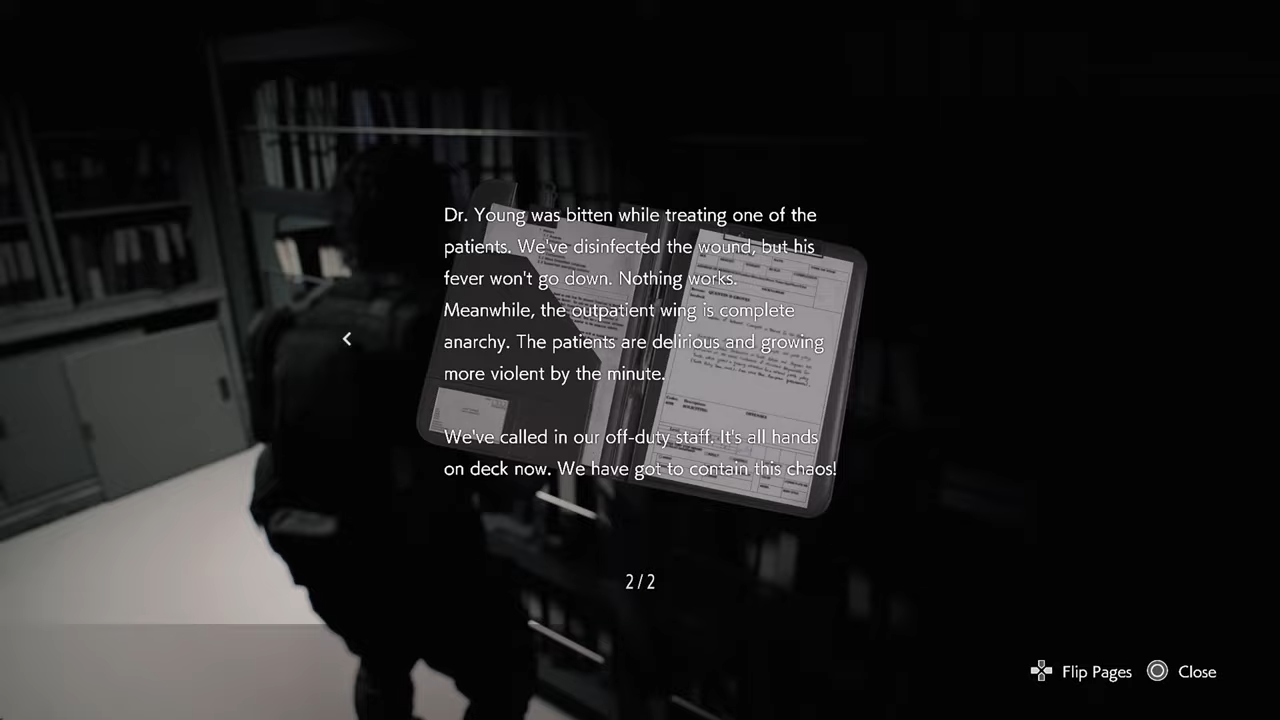 Dr. Young was bitten while treating one of the
patients. We've disinfected the wound, but his
fever won't go down. Nothing works.
Meanwhile, the outpatient wing is complete
anarchy. The patients are delirious and growing
more violent by the minute.
We've called in our off-duty staff. It's all hands
on deck now. We have got to contain this chaos!
2/2
Flip Pages
Close